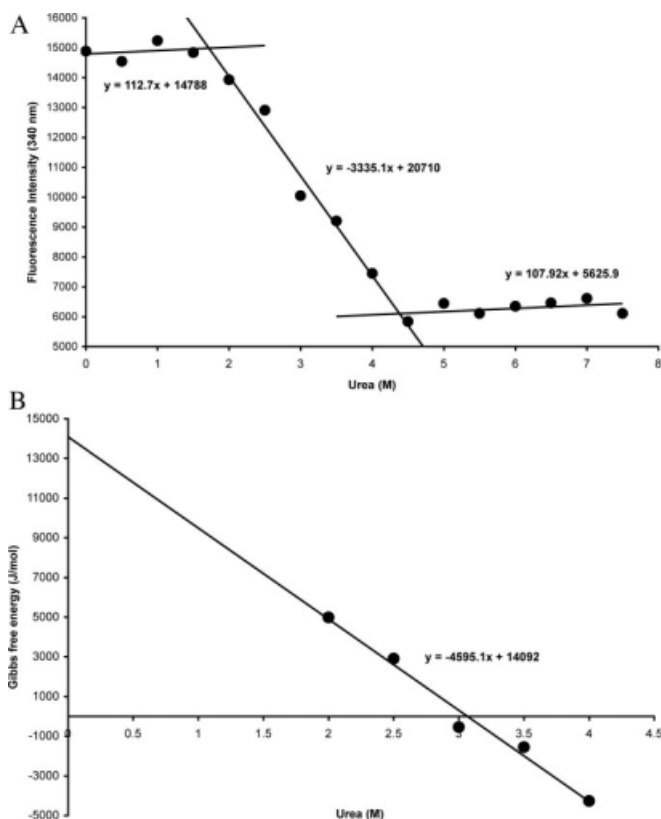 A
16000
15000
14000
13000
12000
11000
10000
9000
8000
7000
6000
5000
Fluorescence Intensity (340 nm)
y = 112.7x + 14788
y = -3335.1x + 20710
y = 107.92x + 5625.9
0 1 2 3 4 5 6 7 8
Urea (M)
B
15000
13000
11000
9000
7000
5000
3000
1000
-1000
-3000
-5000
Gibbs free energy (J/mol)
y = -4595.1x + 14092
0 0.5 1 1.5 2 2.5 3 3.5 4 4.5
Urea (M)